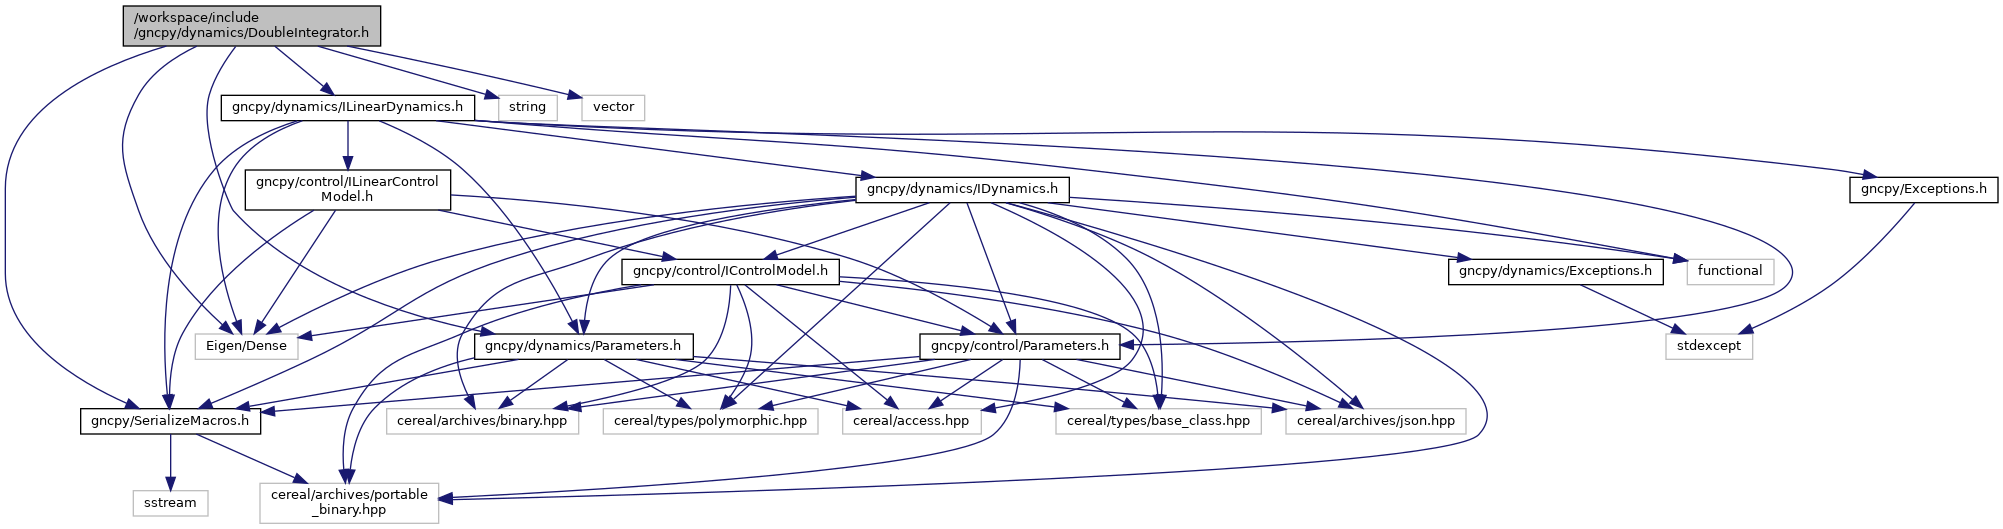 /workspace/include
/gncpy/dynamics/DoubleIntegrator.h
gncpy/dynamics/ILinearDynamics.h
string
vector
gncpy/control/ILinearControl
Model.h
gncpy/dynamics/IDynamics.h
gncpy/Exceptions.h
gncpy/control/IControlModel.h
gncpy/dynamics/Exceptions.h
functional
Eigen/Dense
gncpy/dynamics/Parameters.h
gncpy/control/Parameters.h
stdexcept
gncpy/SerializeMacros.h
cereal/archives/binary.hpp
cereal/types/polymorphic.hpp
cereal/access.hpp
cereal/types/base_class.hpp
cereal/archives/json.hpp
sstream
cereal/archives/portable
_binary.hpp